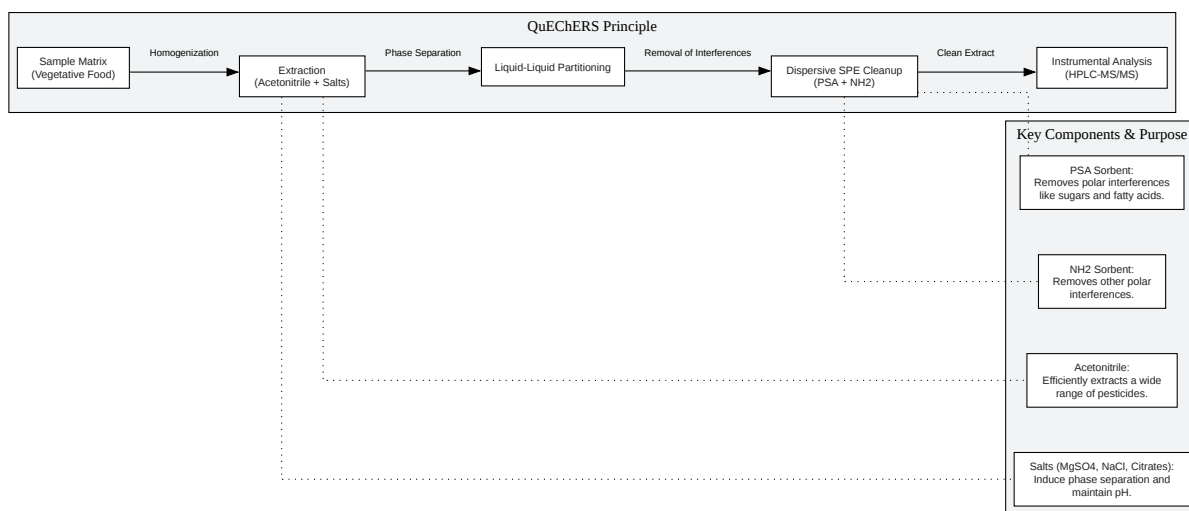 QuEChERS Principle
Sample Matrix
(Vegetative Food)
Homogenization
Extraction
(Acetonitrile + Salts)
Phase Separation
Liquid-Liquid Partitioning
Removal of Interferences
Dispersive SPE Cleanup
(PSA + NH2)
Clean Extract
Instrumental Analysis
(HPLC-MS/MS)
Key Components & Purpose
PSA Sorbent:
Removes polar interferences
like sugars and fatty acids.
NH2 Sorbent:
Removes other polar
interferences.
Acetonitrile:
Efficiently extracts a wide
range of pesticides.
Salts (MgSO4, NaCl, Citrates):
Induce phase separation and
maintain pH.